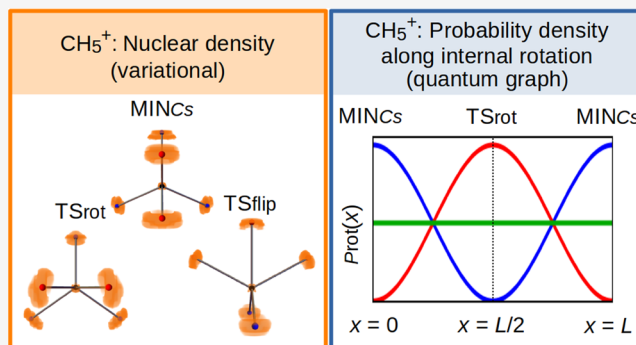 CH₅⁺: Nuclear density
(variational)
MINCs
TSrot
TSflip
CH₅⁺: Probability density
along internal rotation
(quantum graph)
MINCs TSrot MINCs
Prot(x)
x = 0 x = L/2 x = L